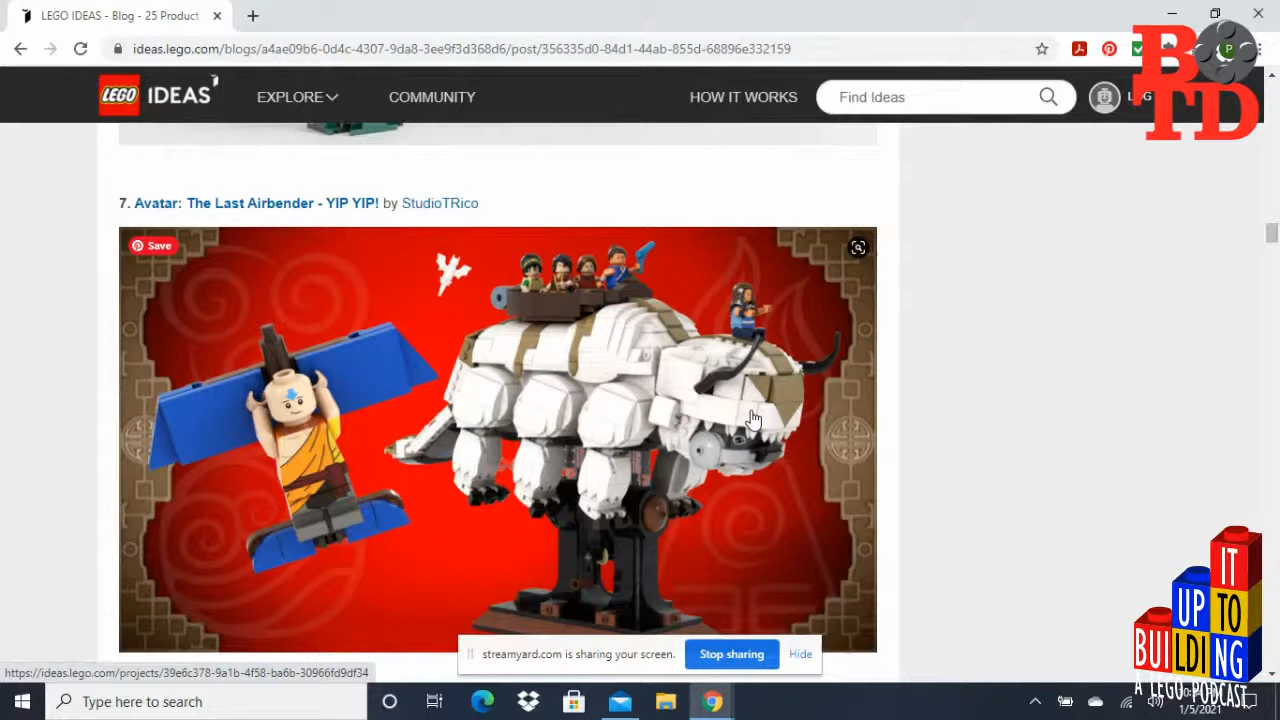 LEGO IDEAS - Blog - 25 Product
ideas.lego.com/blogs/a4ae09b6-0d4c-4307-9da8-3ee9f3d368d6/post/356335d0-84d1-44ab-855d-68896e332159
P
B
TTD
LEGO IDEAS
EXPLORE
COMMUNITY
HOW IT WORKS
Find Ideas
7. Avatar: The Last Airbender - YIP YIP! by StudioTRico
Save
streamyard.com is sharing your screen.
Stop sharing
Hide
https://ideas.lego.com/projects/39e6c378-9a1b-4f58-ba6b-30966fd9df34
IT
UP TO
BUILDING
A LEGO PODCAST
Type here to search
1/5/2021